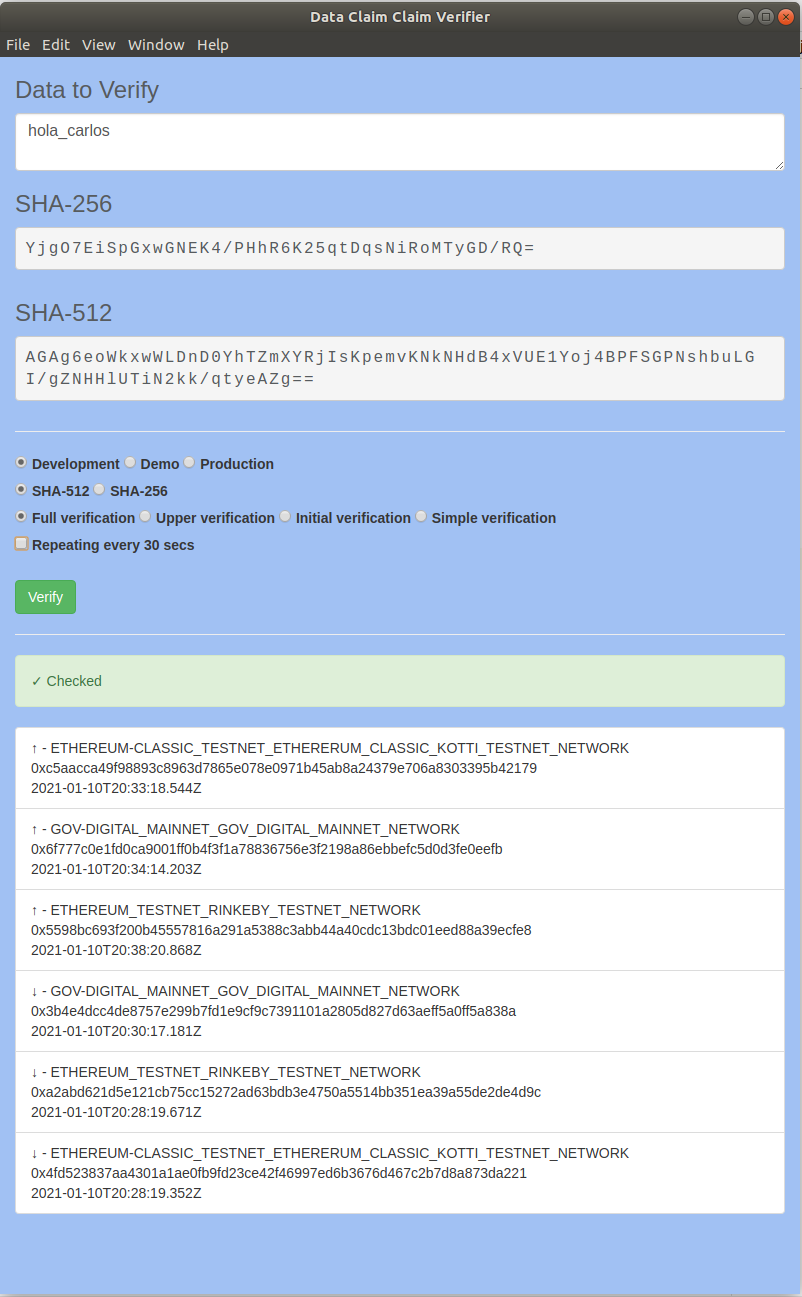 Data Claim Claim Verifier
File Edit View Window Help
Data to Verify
hola_carlos
SHA-256
YjgO7EiSpGxwGNEK4/PHhR6K25qtDqsNiRoMTyGD/RQ=
SHA-512
AGAg6eoWkxwWLDnD0YhTZmXYRjIsKpemvKNkNHdB4xVUE1Yoj4BPFSGPNshbuLG
I/gZNHHlUTiN2kk/qtyeAZg==
Development Demo Production
SHA-512 SHA-256
Full verification Upper verification Initial verification Simple verification
Repeating every 30 secs
Verify
✓ Checked
↑ - ETHEREUM-CLASSIC_TESTNET_ETHERERUM_CLASSIC_KOTTI_TESTNET_NETWORK
0xc5aacca49f98893c8963d7865e078e0971b45ab8a24379e706a8303395b42179
2021-01-10T20:33:18.544Z
↑ - GOV-DIGITAL_MAINNET_GOV_DIGITAL_MAINNET_NETWORK
0x6f777c0e1fd0ca9001ff0b4f3f1a78836756e3f2198a86ebbefc5d0d3fe0eefb
2021-01-10T20:34:14.203Z
↑ - ETHEREUM_TESTNET_RINKEBY_TESTNET_NETWORK
0x5598bc693f200b45557816a291a5388c3abb44a40cdc13bdc01eed88a39ecfe8
2021-01-10T20:38:20.868Z
↓ - GOV-DIGITAL_MAINNET_GOV_DIGITAL_MAINNET_NETWORK
0x3b4e4dcc4de8757e299b7fd1e9cf9c7391101a2805d827d63aeff5a0ff5a838a
2021-01-10T20:30:17.181Z
↓ - ETHEREUM_TESTNET_RINKEBY_TESTNET_NETWORK
0xa2abd621d5e121cb75cc15272ad63bdb3e4750a5514bb351ea39a55de2de4d9c
2021-01-10T20:28:19.671Z
↓ - ETHEREUM-CLASSIC_TESTNET_ETHERERUM_CLASSIC_KOTTI_TESTNET_NETWORK
0x4fd523837aa4301a1ae0fb9fd23ce42f46997ed6b3676d467c2b7d8a873da221
2021-01-10T20:28:19.352Z